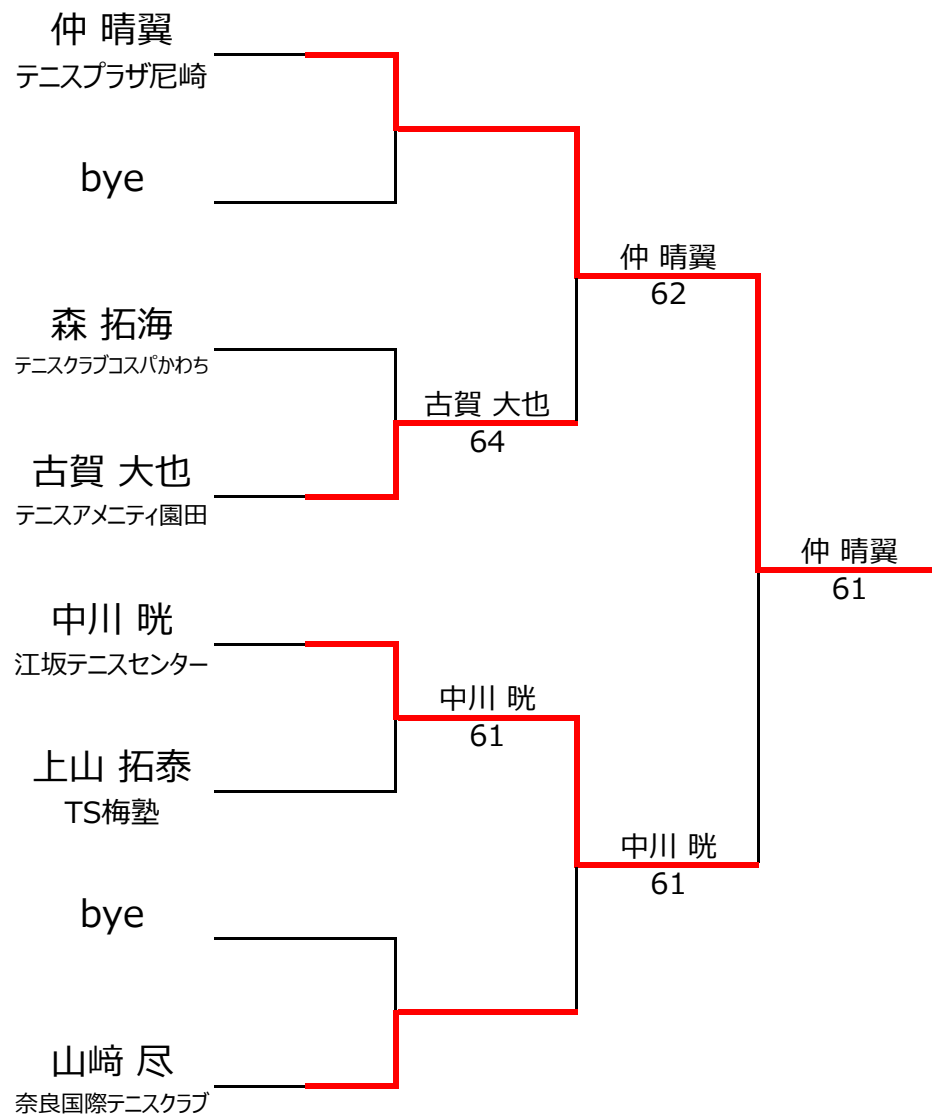 仲 晴翼
テニスプラザ尼崎
bye
仲 晴翼
62
森 拓海
テニスクラブコスパかわち
古賀 大也
64
古賀 大也
テニスアメニティ園田
仲 晴翼
61
中川 晄
江坂テニスセンター
中川 晄
61
上山 拓泰
TS梅塾
中川 晄
61
bye
山﨑 尽
奈良国際テニスクラブ